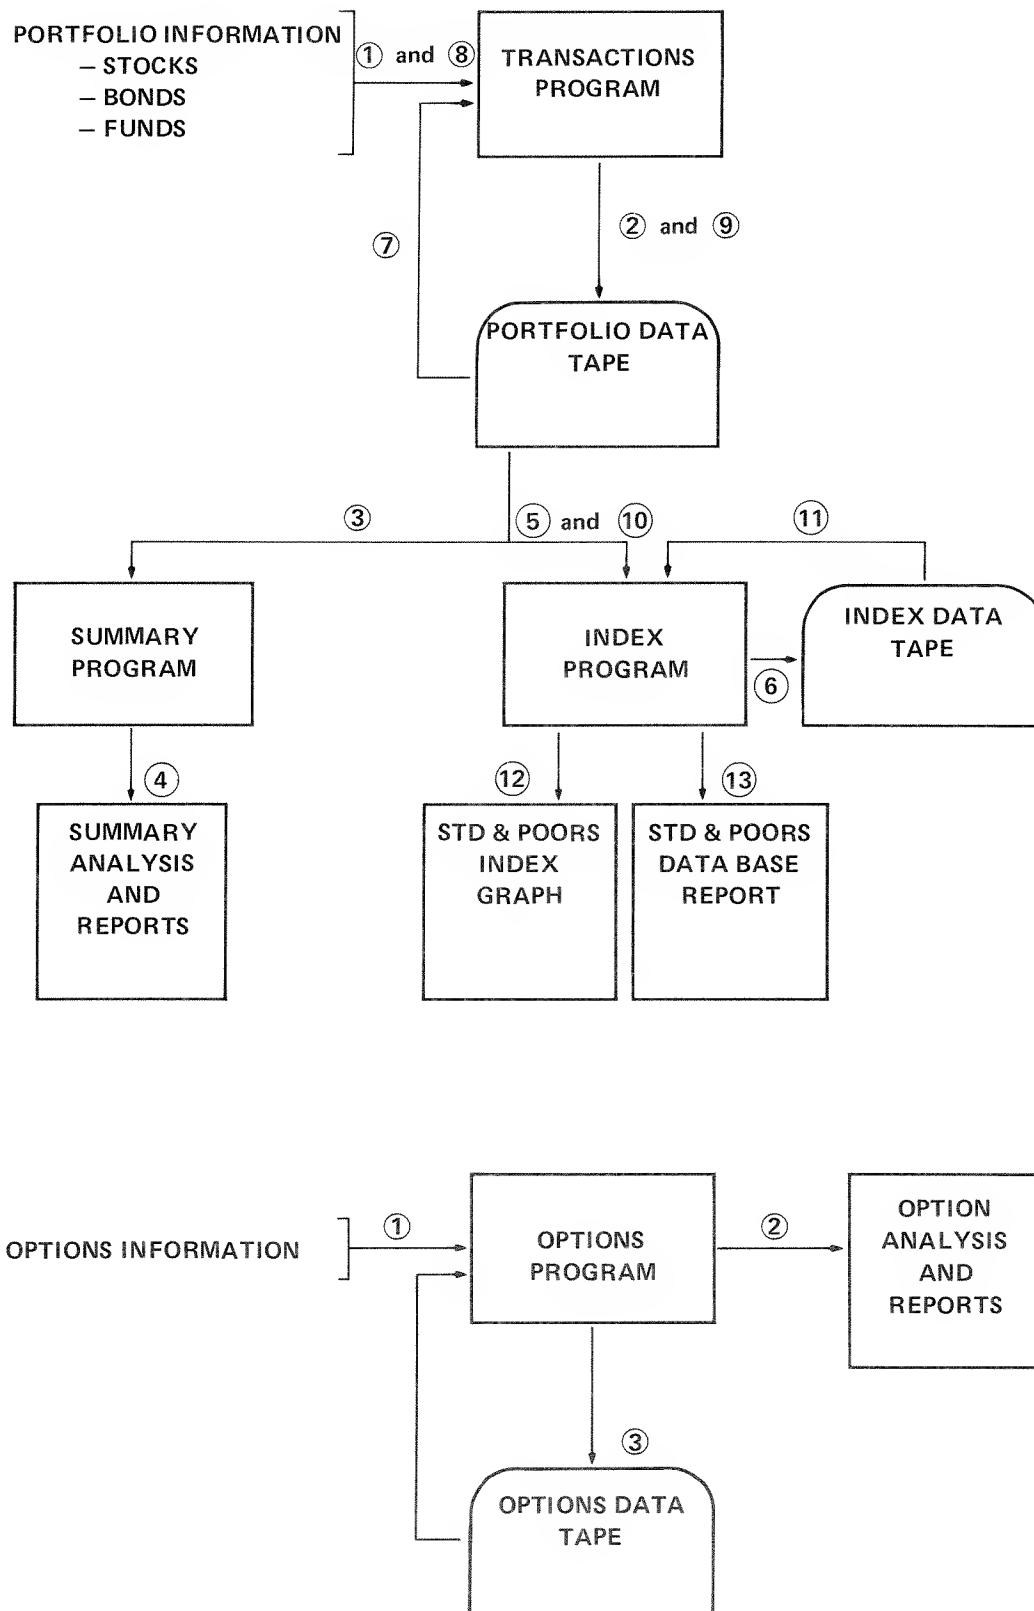 PORTFOLIO INFORMATION
— STOCKS
— BONDS
— FUNDS
① and ⑧
TRANSACTIONS
PROGRAM
② and ⑨
⑦
PORTFOLIO DATA
TAPE
③
⑤ and ⑩
⑪
SUMMARY
PROGRAM
INDEX
PROGRAM
⑥
INDEX DATA
TAPE
④
⑫
⑬
SUMMARY
ANALYSIS
AND
REPORTS
STD & POORS
INDEX
GRAPH
STD & POORS
DATA BASE
REPORT
OPTIONS INFORMATION
①
OPTIONS
PROGRAM
②
OPTION
ANALYSIS
AND
REPORTS
③
OPTIONS DATA
TAPE